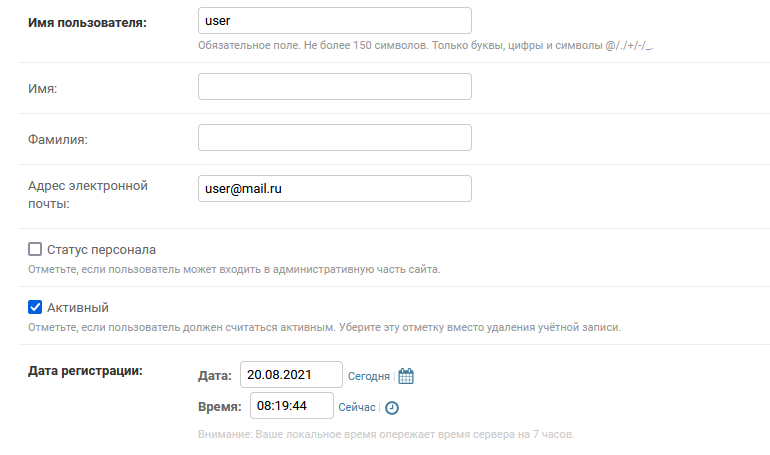 Имя пользователя: user
Обязательное поле. Не более 150 символов. Только буквы, цифры и символы @/./+/-/_.
Имя:
Фамилия:
Адрес электронной
почты: user@mail.ru
Статус персонала
Отметьте, если пользователь может входить в административную часть сайта.
Активный
Отметьте, если пользователь должен считаться активным. Уберите эту отметку вместо удаления учётной записи.
Дата регистрации:
Дата: 20.08.2021 Сегодня |
Время: 08:19:44 Сейчас |
Внимание: Ваше локальное время опережает время сервера на 7 часов.